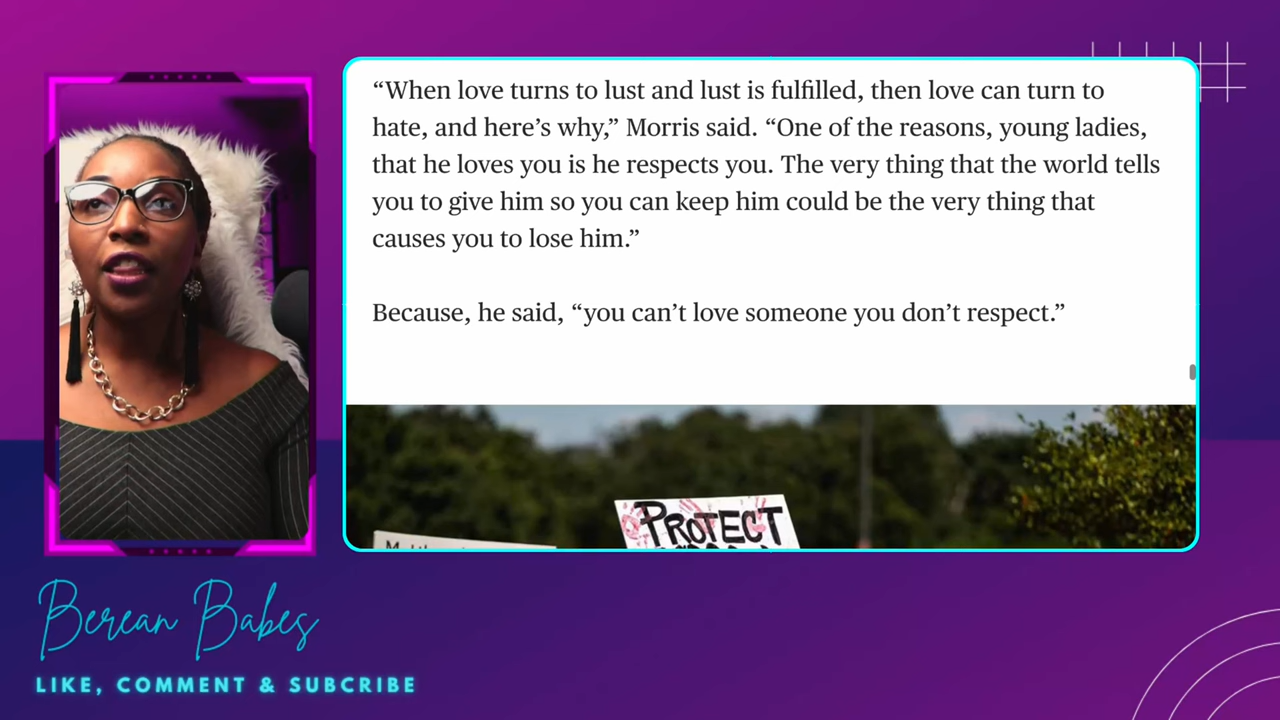 “When love turns to lust and lust is fulfilled, then love can turn to
hate, and here’s why,” Morris said. “One of the reasons, young ladies,
that he loves you is he respects you. The very thing that the world tells
you to give him so you can keep him could be the very thing that
causes you to lose him.”
Because, he said, “you can’t love someone you don’t respect.”
PROTECT
Berean Babes
LIKE, COMMENT & SUBCRIBE